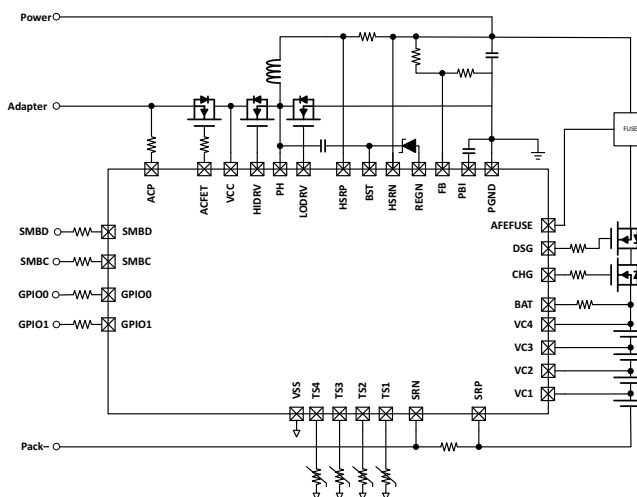 Power
Adapter
FUSE
ACP
ACFET
VCC
HIDRV
PH
LODRV
HSRP
BST
HSRN
REGN
FB
PBI
PGND
AFEFUSE
SMBD
SMBD
DSG
SMBC
SMBC
CHG
GPIO0
GPIO0
BAT
GPIO1
GPIO1
VC4
VC3
VC2
VC1
VSS
TS4
TS3
TS2
TS1
SRN
SRP
Pack–